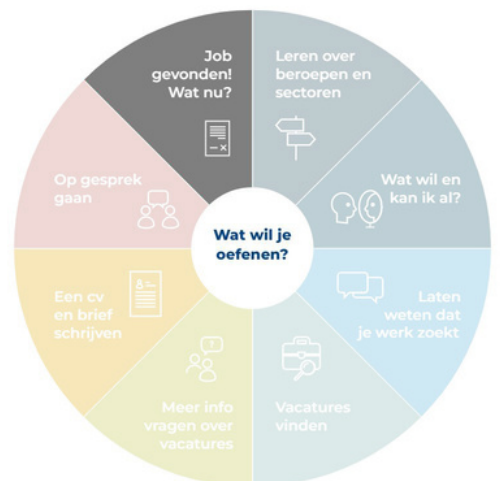 Job
gevonden!
Wat nu?
Leren over
beroepen en
sectoren
Wat wil en
kan ik al?
Laten
weten dat
je werk zoekt
Vacatures
vinden
Meer info
vragen over
vacatures
Een cv
en brief
schrijven
Op gesprek
gaan
Wat wil je
oefenen?